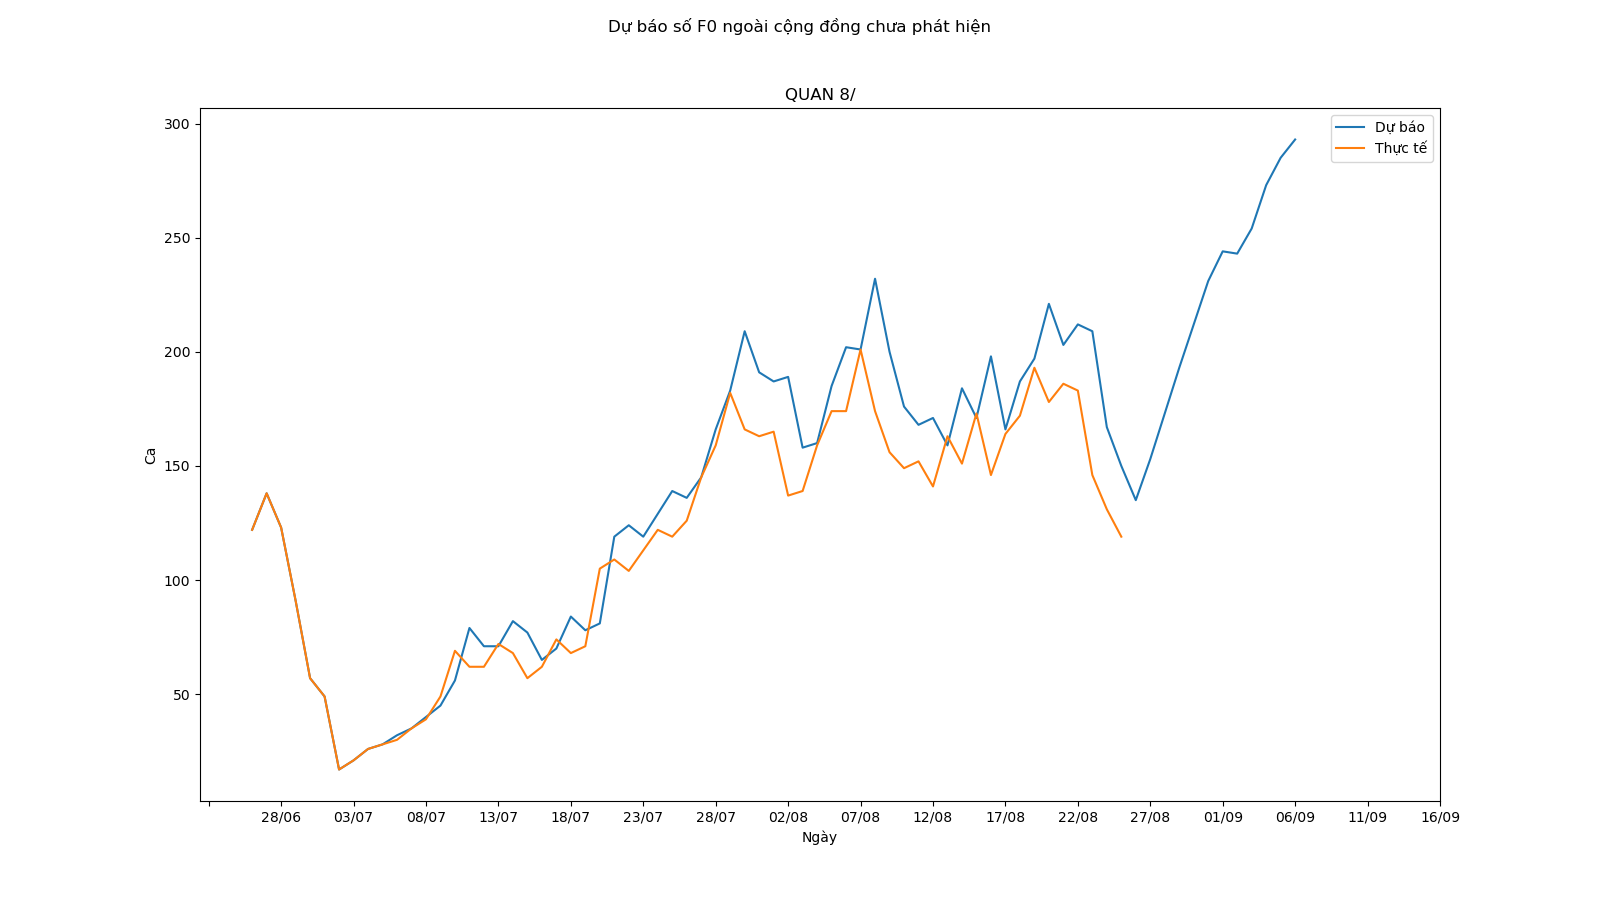 Dự báo số F0 ngoài cộng đồng chưa phát hiện
QUAN 8/
Dự báo
Thực tế
Ca
300
250
200
150
100
50
28/06 03/07 08/07 13/07 18/07 23/07 28/07 02/08 07/08 12/08 17/08 22/08 27/08 01/09 06/09 11/09 16/09
Ngày